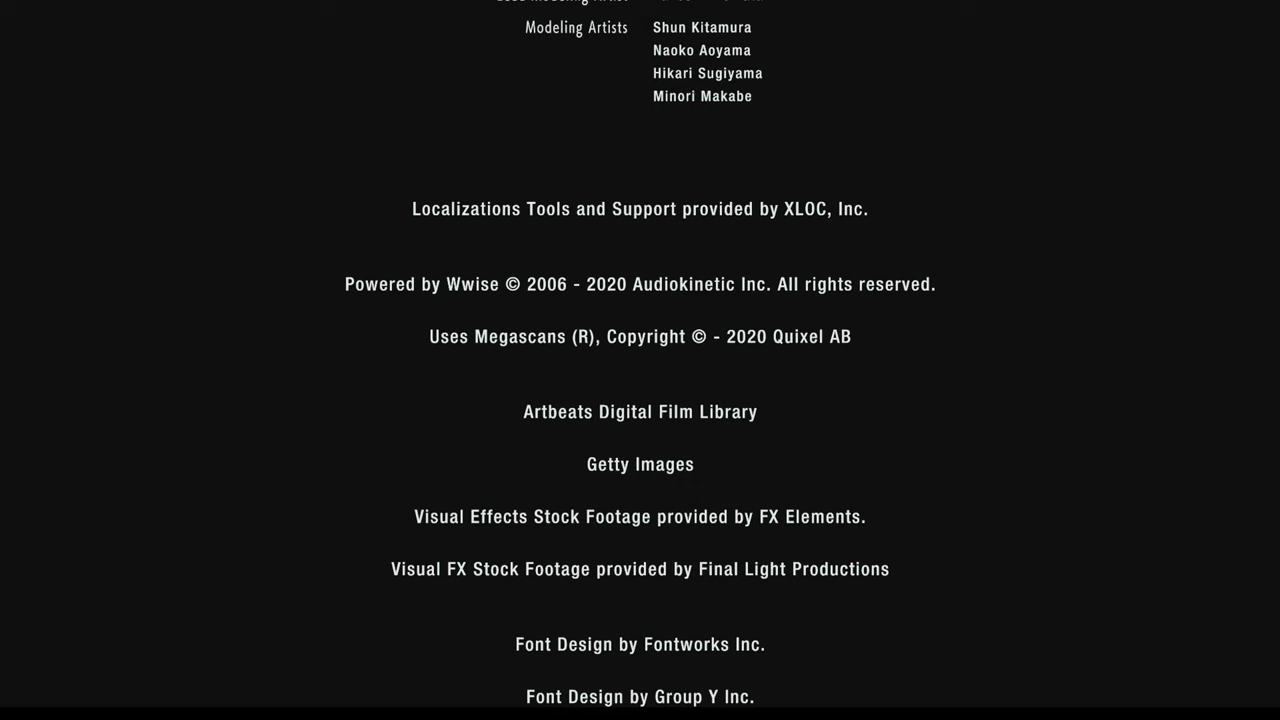 Modeling Artists Shun Kitamura
Naoko Aoyama
Hikari Sugiyama
Minori Makabe
Localizations Tools and Support provided by XLOC, Inc.
Powered by Wwise © 2006 - 2020 Audiokinetic Inc. All rights reserved.
Uses Megascans (R), Copyright © - 2020 Quixel AB
Artbeats Digital Film Library
Getty Images
Visual Effects Stock Footage provided by FX Elements.
Visual FX Stock Footage provided by Final Light Productions
Font Design by Fontworks Inc.
Font Design by Group Y Inc.